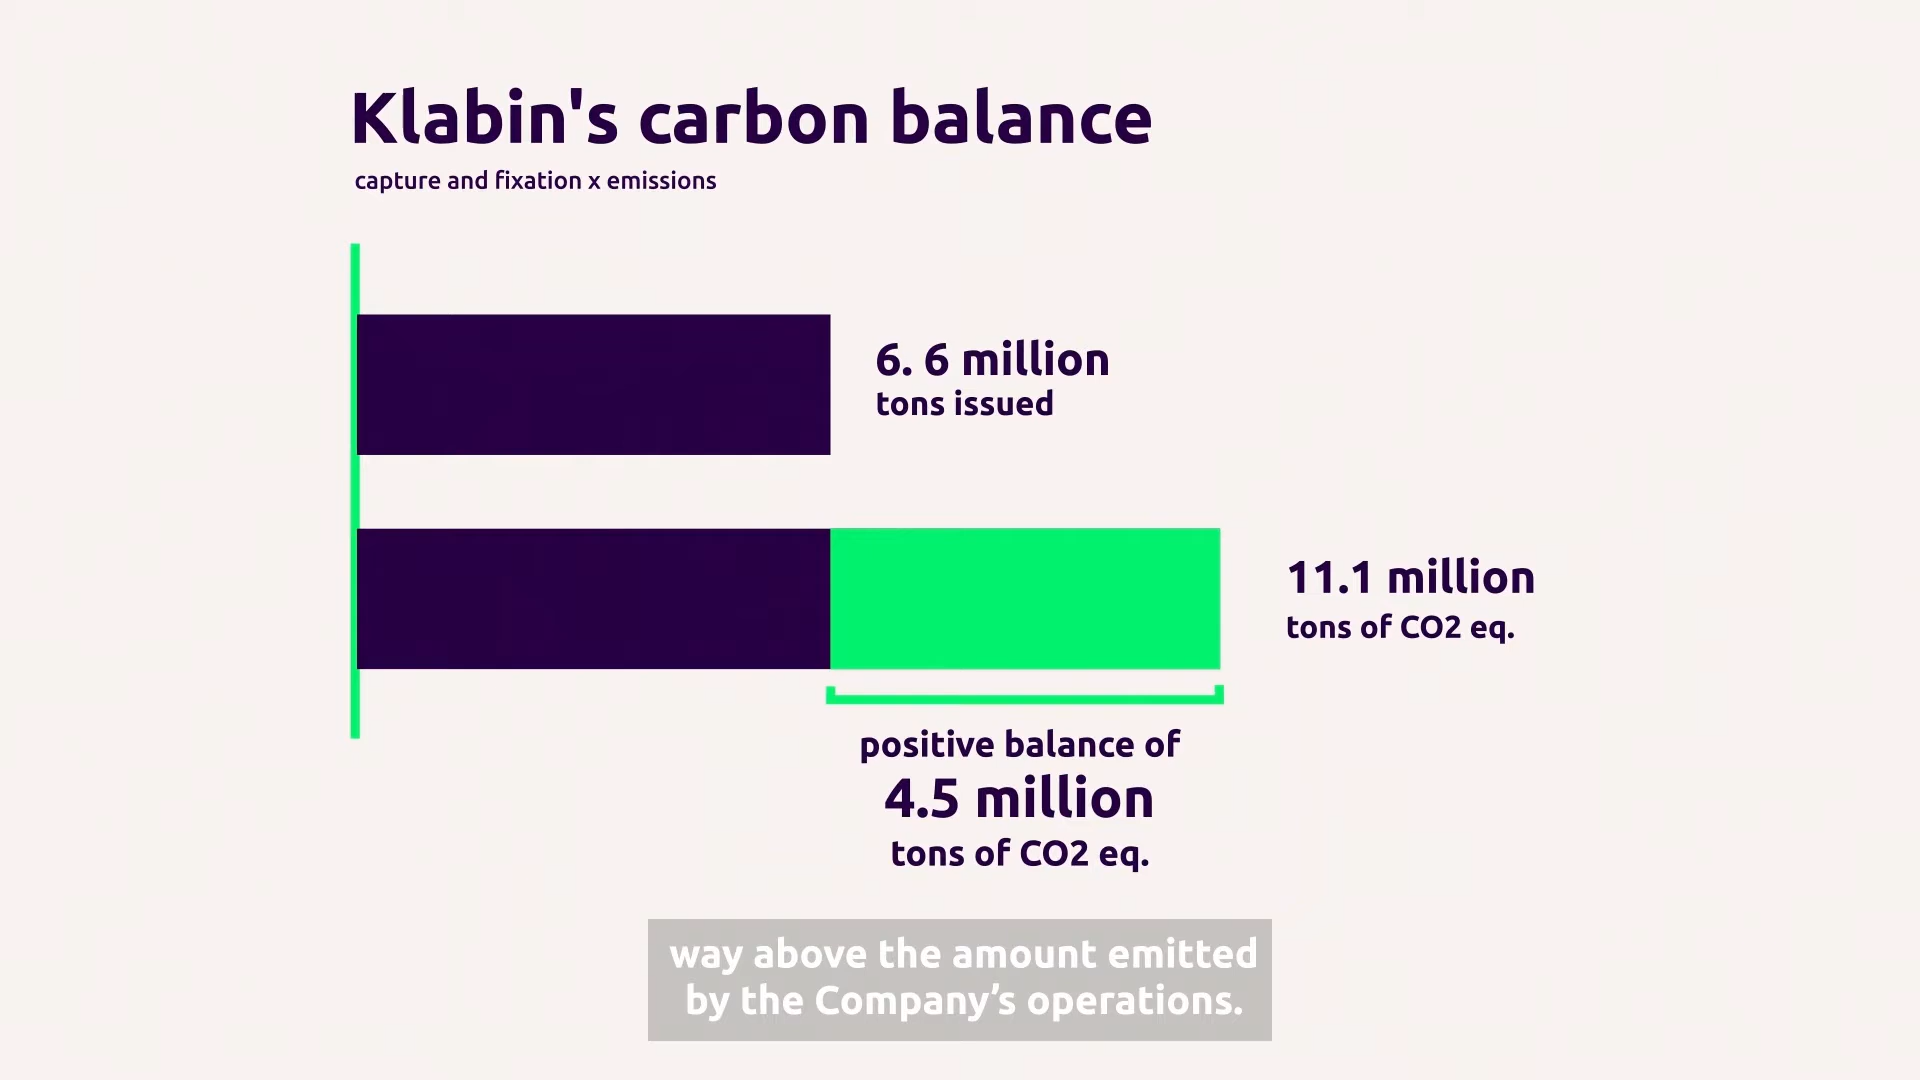 Klabin's carbon balance
capture and fixation x emissions
6. 6 million
tons issued
11.1 million
tons of CO2 eq.
positive balance of
4.5 million
tons of CO2 eq.
way above the amount emitted
by the Company’s operations.